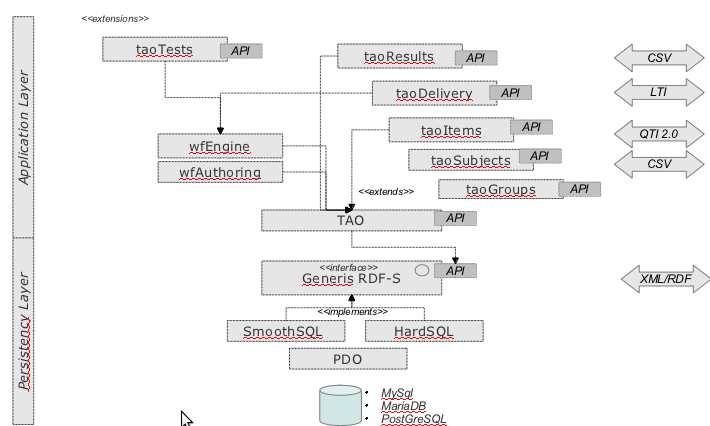 <<extensions>>
taoTests
API
taoResults
API
CSV
taoDelivery
API
LTI
taoItems
API
QTI 2.0
wfEngine
taoSubjects
API
CSV
wfAuthoring
taoGroups
API
<<extends>>
TAO
API
Application Layer
<<interface>>
Generis RDF-S
API
XML/RDF
<<implements>>
SmoothSQL
HardSQL
PDO
Persistency Layer
• MySql
• MariaDB
• PostGreSQL